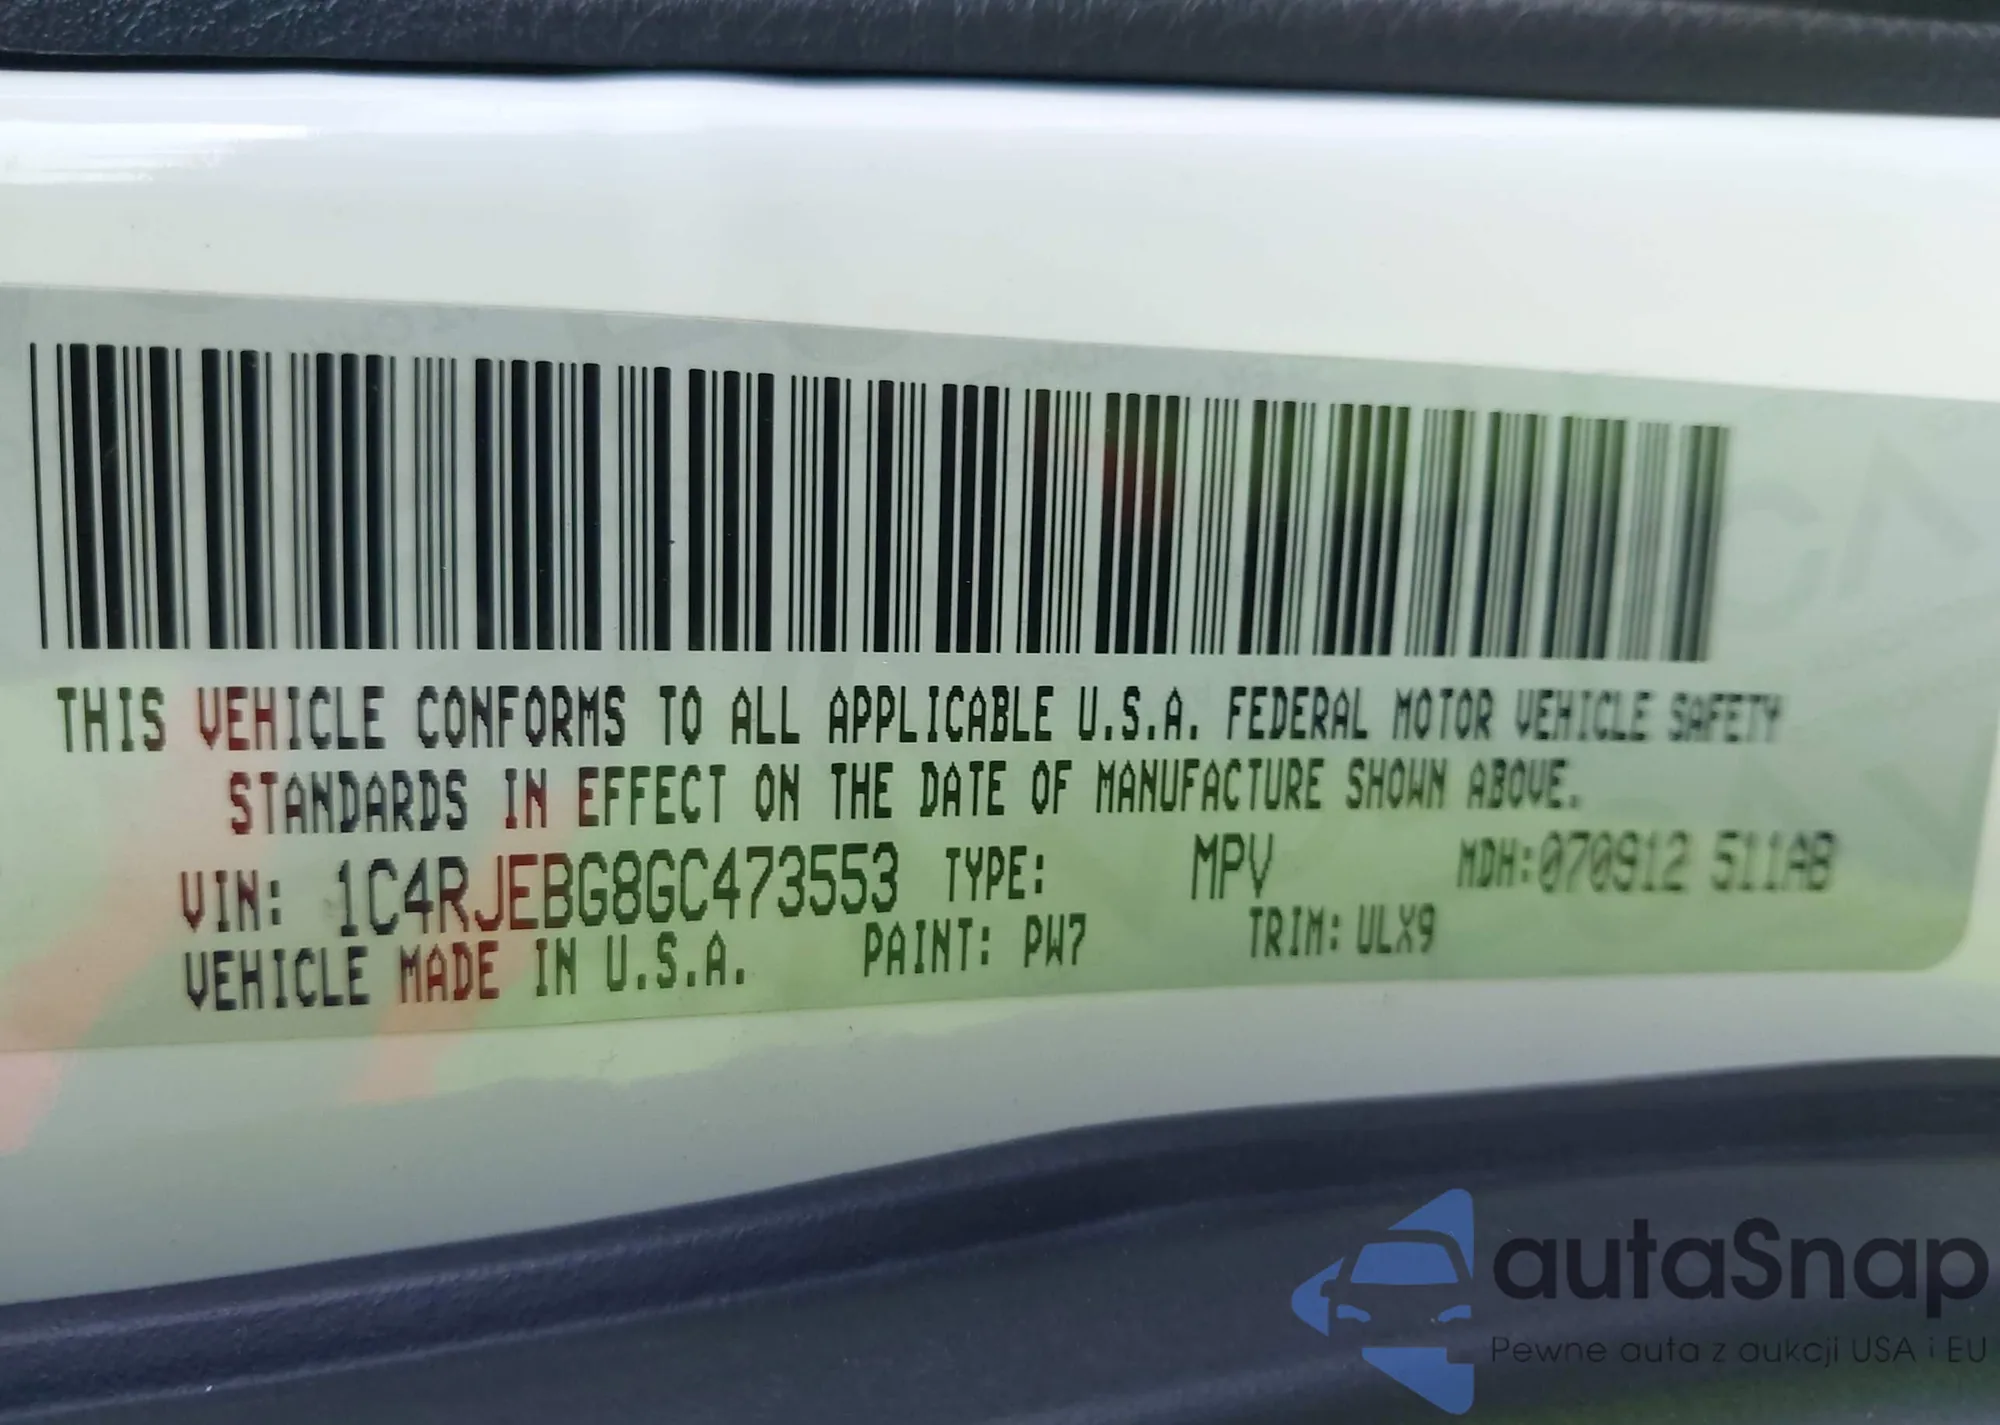 THIS VEHICLE CONFORMS TO ALL APPLICABLE U.S.A. FEDERAL MOTOR VEHICLE SAFETY
STANDARDS IN EFFECT ON THE DATE OF MANUFACTURE SHOWN ABOVE.
VIN: 1C4RJEBG8GC473553 TYPE: MPV MDH:070912 511AB
VEHICLE MADE IN U.S.A. PAINT: PW7 TRIM: ULX9
autaSnap
Pewne auta z aukcji USA i EU